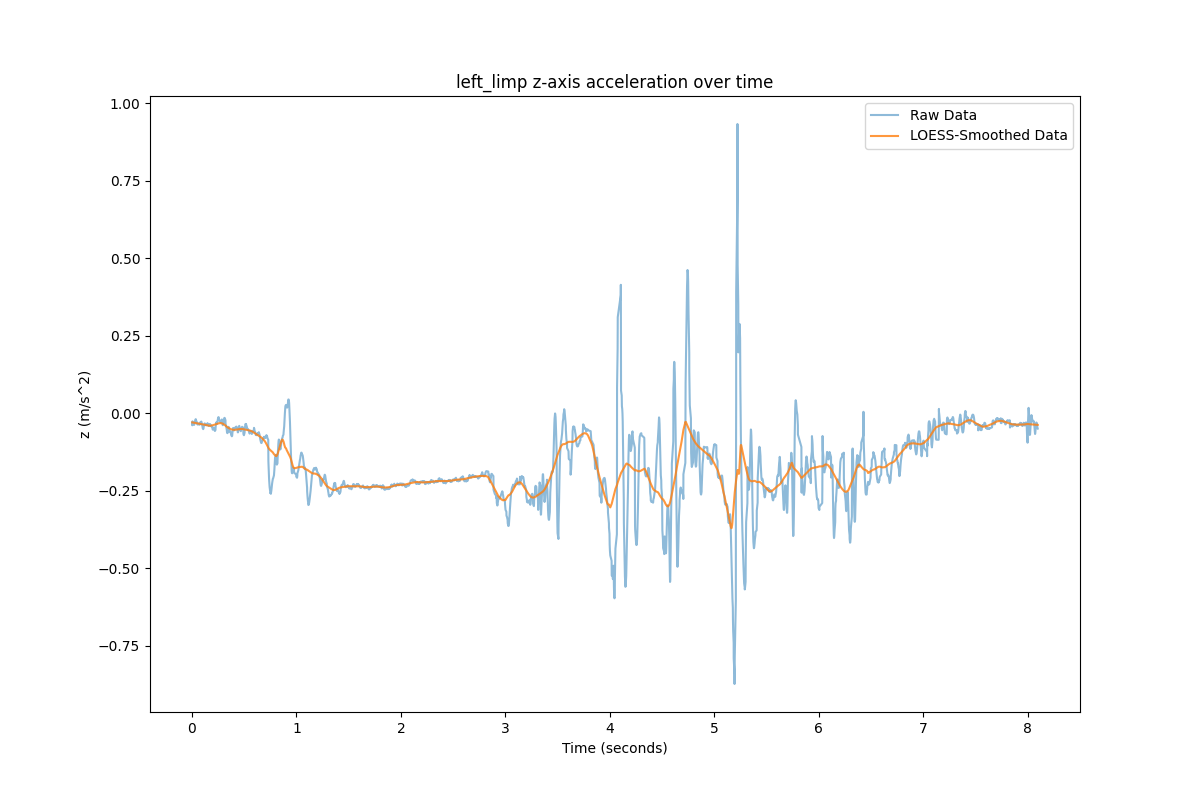 left_limp z-axis acceleration over time
Raw Data
LOESS-Smoothed Data
z (m/s^2)
1.00
0.75
0.50
0.25
0.00
−0.25
−0.50
−0.75
0 1 2 3 4 5 6 7 8
Time (seconds)